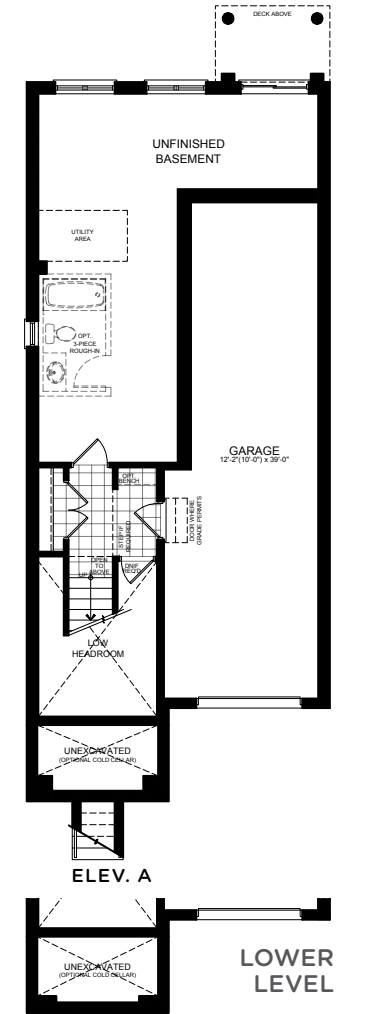 DECK ABOVE
UNFINISHED
BASEMENT
UTILITY
AREA
OPT.
3-PIECE
ROUGH-IN
GARAGE
12'-2"(10'-0") x 39'-0"
OPT.
BENCH
DOOR WHERE
GRADE PERMITS
STEP IF
REQUIRED
OPEN
TO
ABOVE
UP
DNIF
REQ'D
LOW
HEADROOM
UNEXCAVATED
(OPTIONAL COLD CELLAR)
ELEV. A
UNEXCAVATED
(OPTIONAL COLD CELLAR)
LOWER
LEVEL